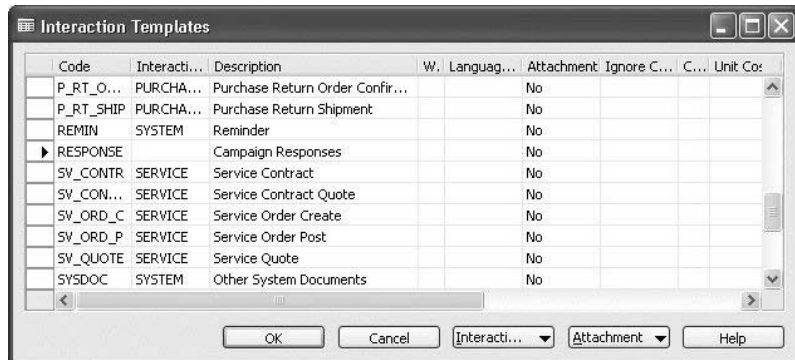 Interaction Templates
Code Interacti... Description W. Languag... Attachment Ignore C... C... Unit Cos
P_RT_O... PURCHA... Purchase Return Order Confir... No
P_RT_SHIP PURCHA... Purchase Return Shipment No
REMIN SYSTEM Reminder No
RESPONSE Campaign Responses No
SV_CONTR SERVICE Service Contract No
SV_CON... SERVICE Service Contract Quote No
SV_ORD_C SERVICE Service Order Create No
SV_ORD_P SERVICE Service Order Post No
SV_QUOTE SERVICE Service Quote No
SYSDOC SYSTEM Other System Documents No
OK Cancel Interacti... Attachment Help